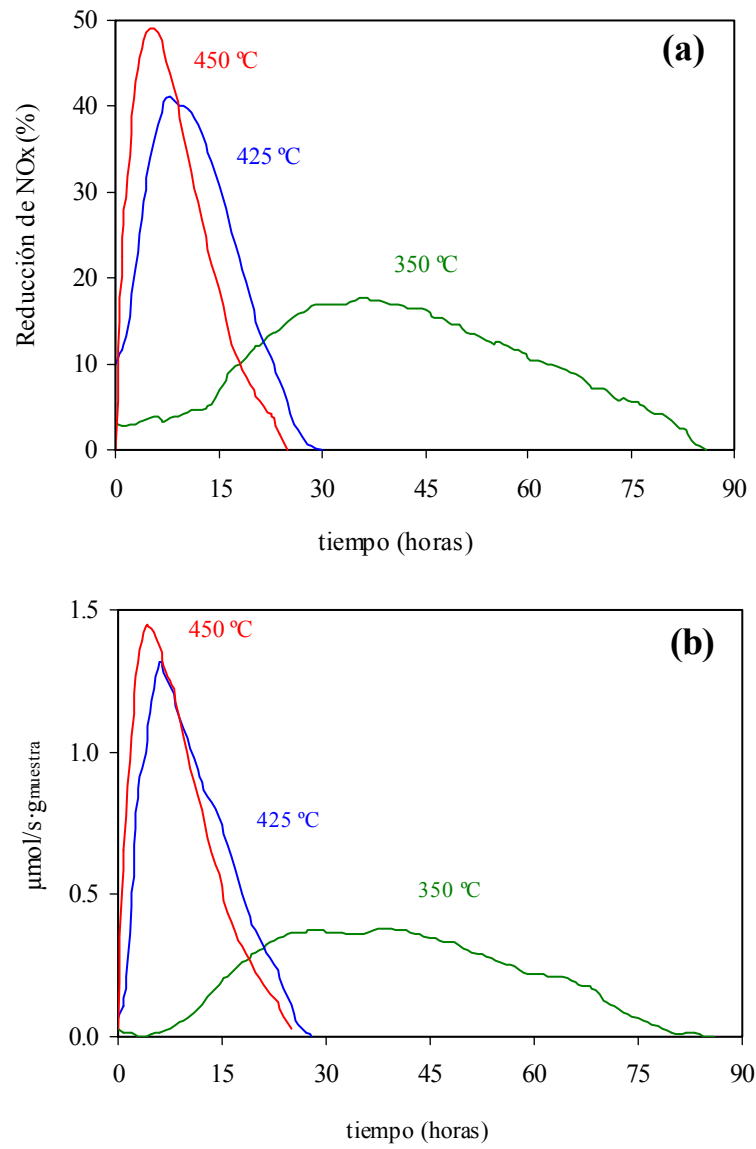 (a)
Reducción de NOx (%)
50
40
30
20
10
0
450 ºC
425 ºC
350 ºC
0 15 30 45 60 75 90
tiempo (horas)
(b)
µmol/s·gmuestra
1.5
1.0
0.5
0.0
450 ºC
425 ºC
350 ºC
0 15 30 45 60 75 90
tiempo (horas)